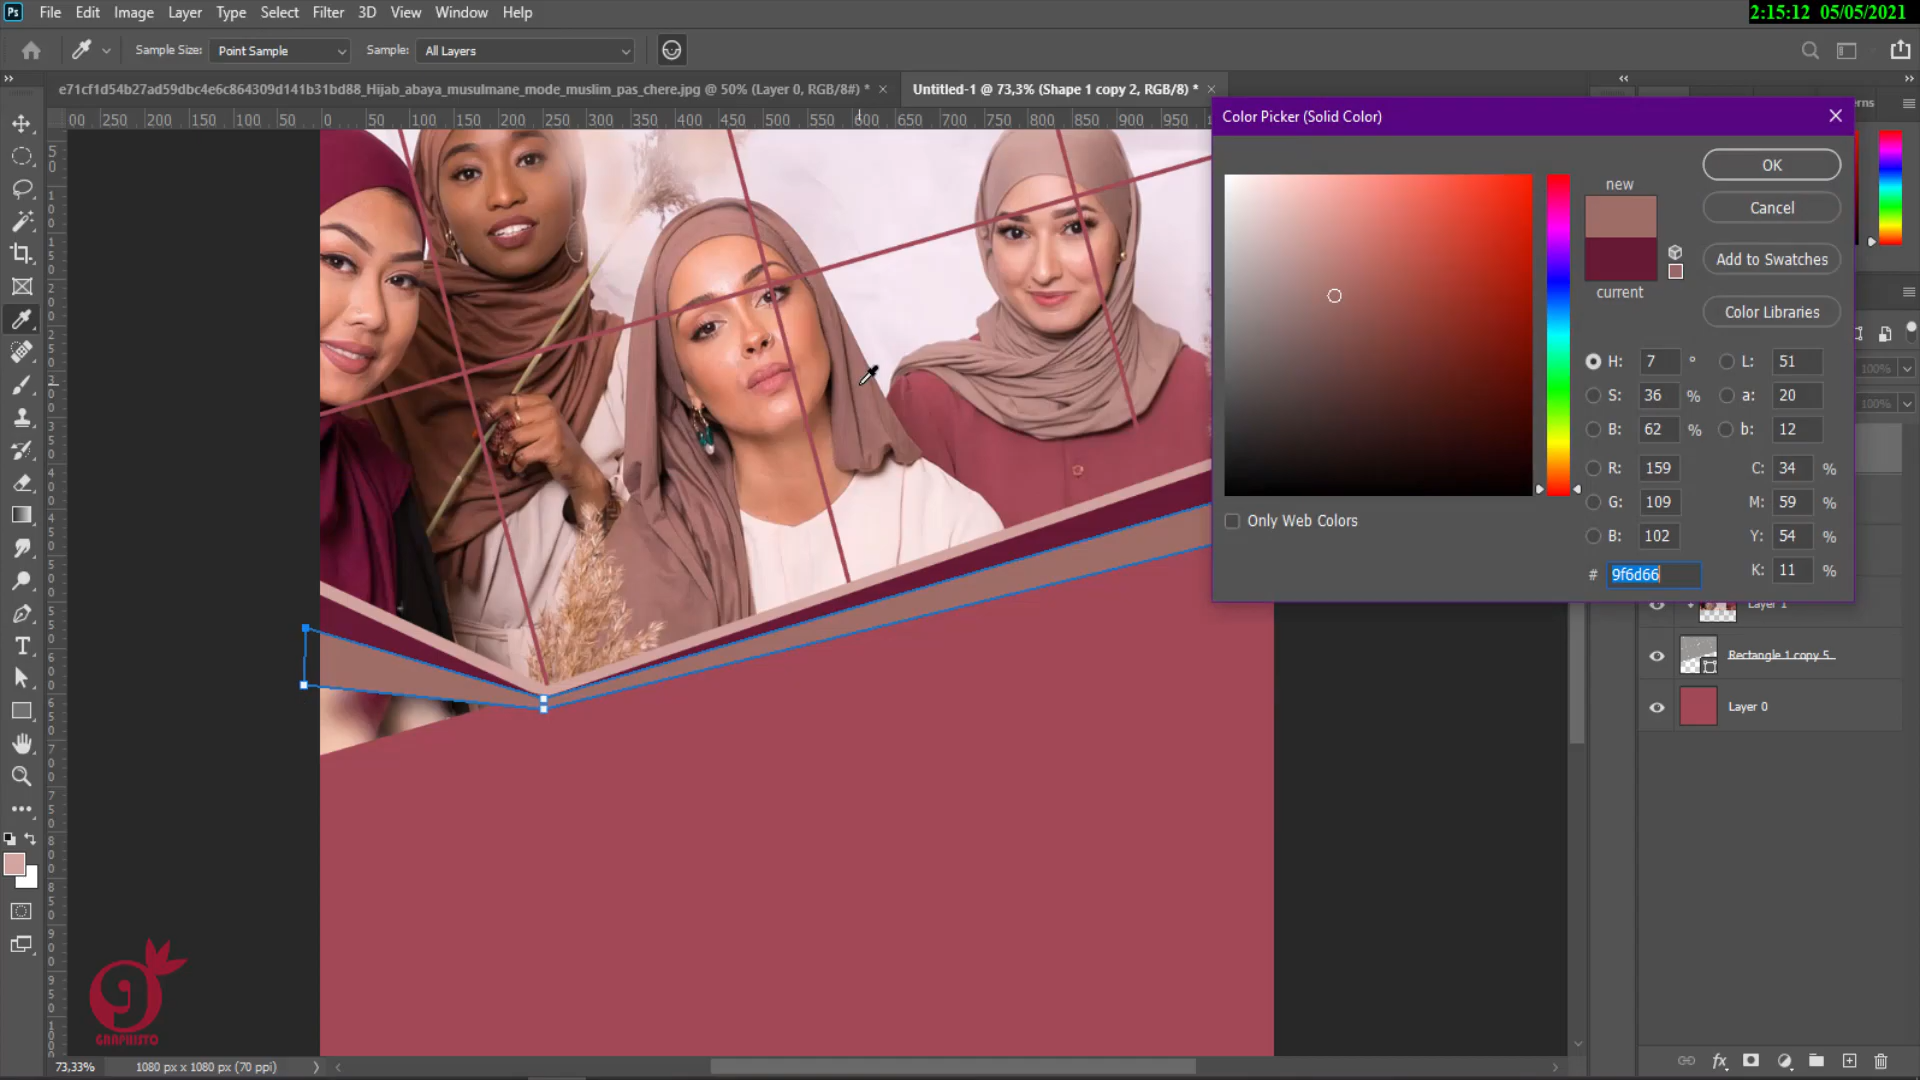 Ps File Edit Image Layer Type Select Filter 3D View Window Help
2:15:12 05/05/2021
Sample Size: Point Sample Sample: All Layers
e71cf1d54b27ad59dbc4e6c864309d141b31bd88_Hijab_abaya_musulmane_mode_muslim_pas_chere.jpg @ 50% (Layer 0, RGB/8#) * ×
Untitled-1 @ 73,3% (Shape 1 copy 2, RGB/8) * ×
00 250 200 150 100 50 0 50 100 150 200 250 300 350 400 450 500 550 600 650 700 750 800 850 900 950
Color Picker (Solid Color)
new
current
OK
Cancel
Add to Swatches
Color Libraries
H: 7 ° L: 51
S: 36 % a: 20
B: 62 % b: 12
R: 159 C: 34 %
G: 109 M: 59 %
B: 102 Y: 54 %
# 9f6d66 K: 11 %
Only Web Colors
100%
100%
Layer 1
Rectangle 1 copy 5
Layer 0
GRAPHISTO
73,33% 1080 px x 1080 px (70 ppi)
fx